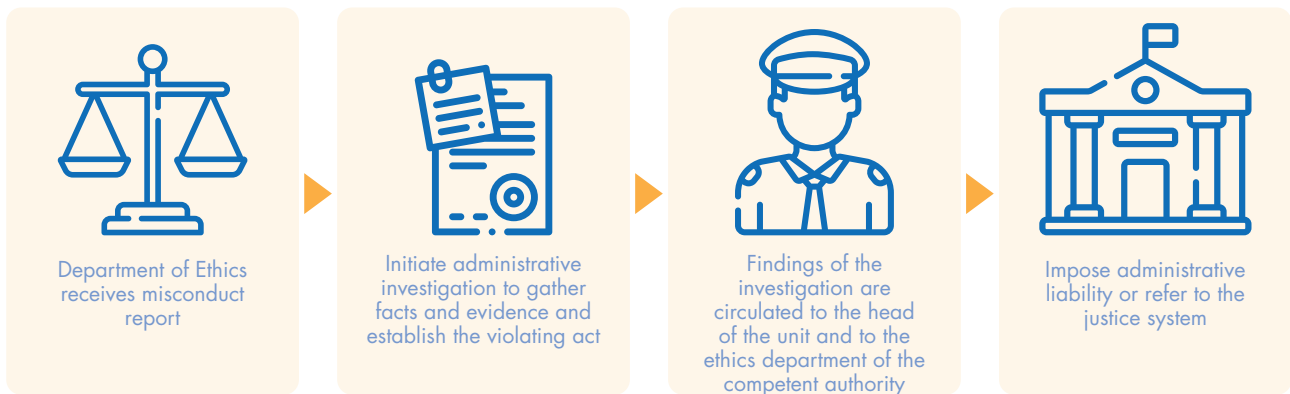 Department of Ethics
receives misconduct
report
Initiate administrative
investigation to gather
facts and evidence and
establish the violating act
Findings of the
investigation are
circulated to the head
of the unit and to the
ethics department of the
competent authority
Impose administrative
liability or refer to the
justice system